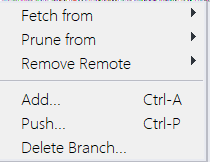 Fetch from
Prune from
Remove Remote
Add... Ctrl-A
Push... Ctrl-P
Delete Branch...